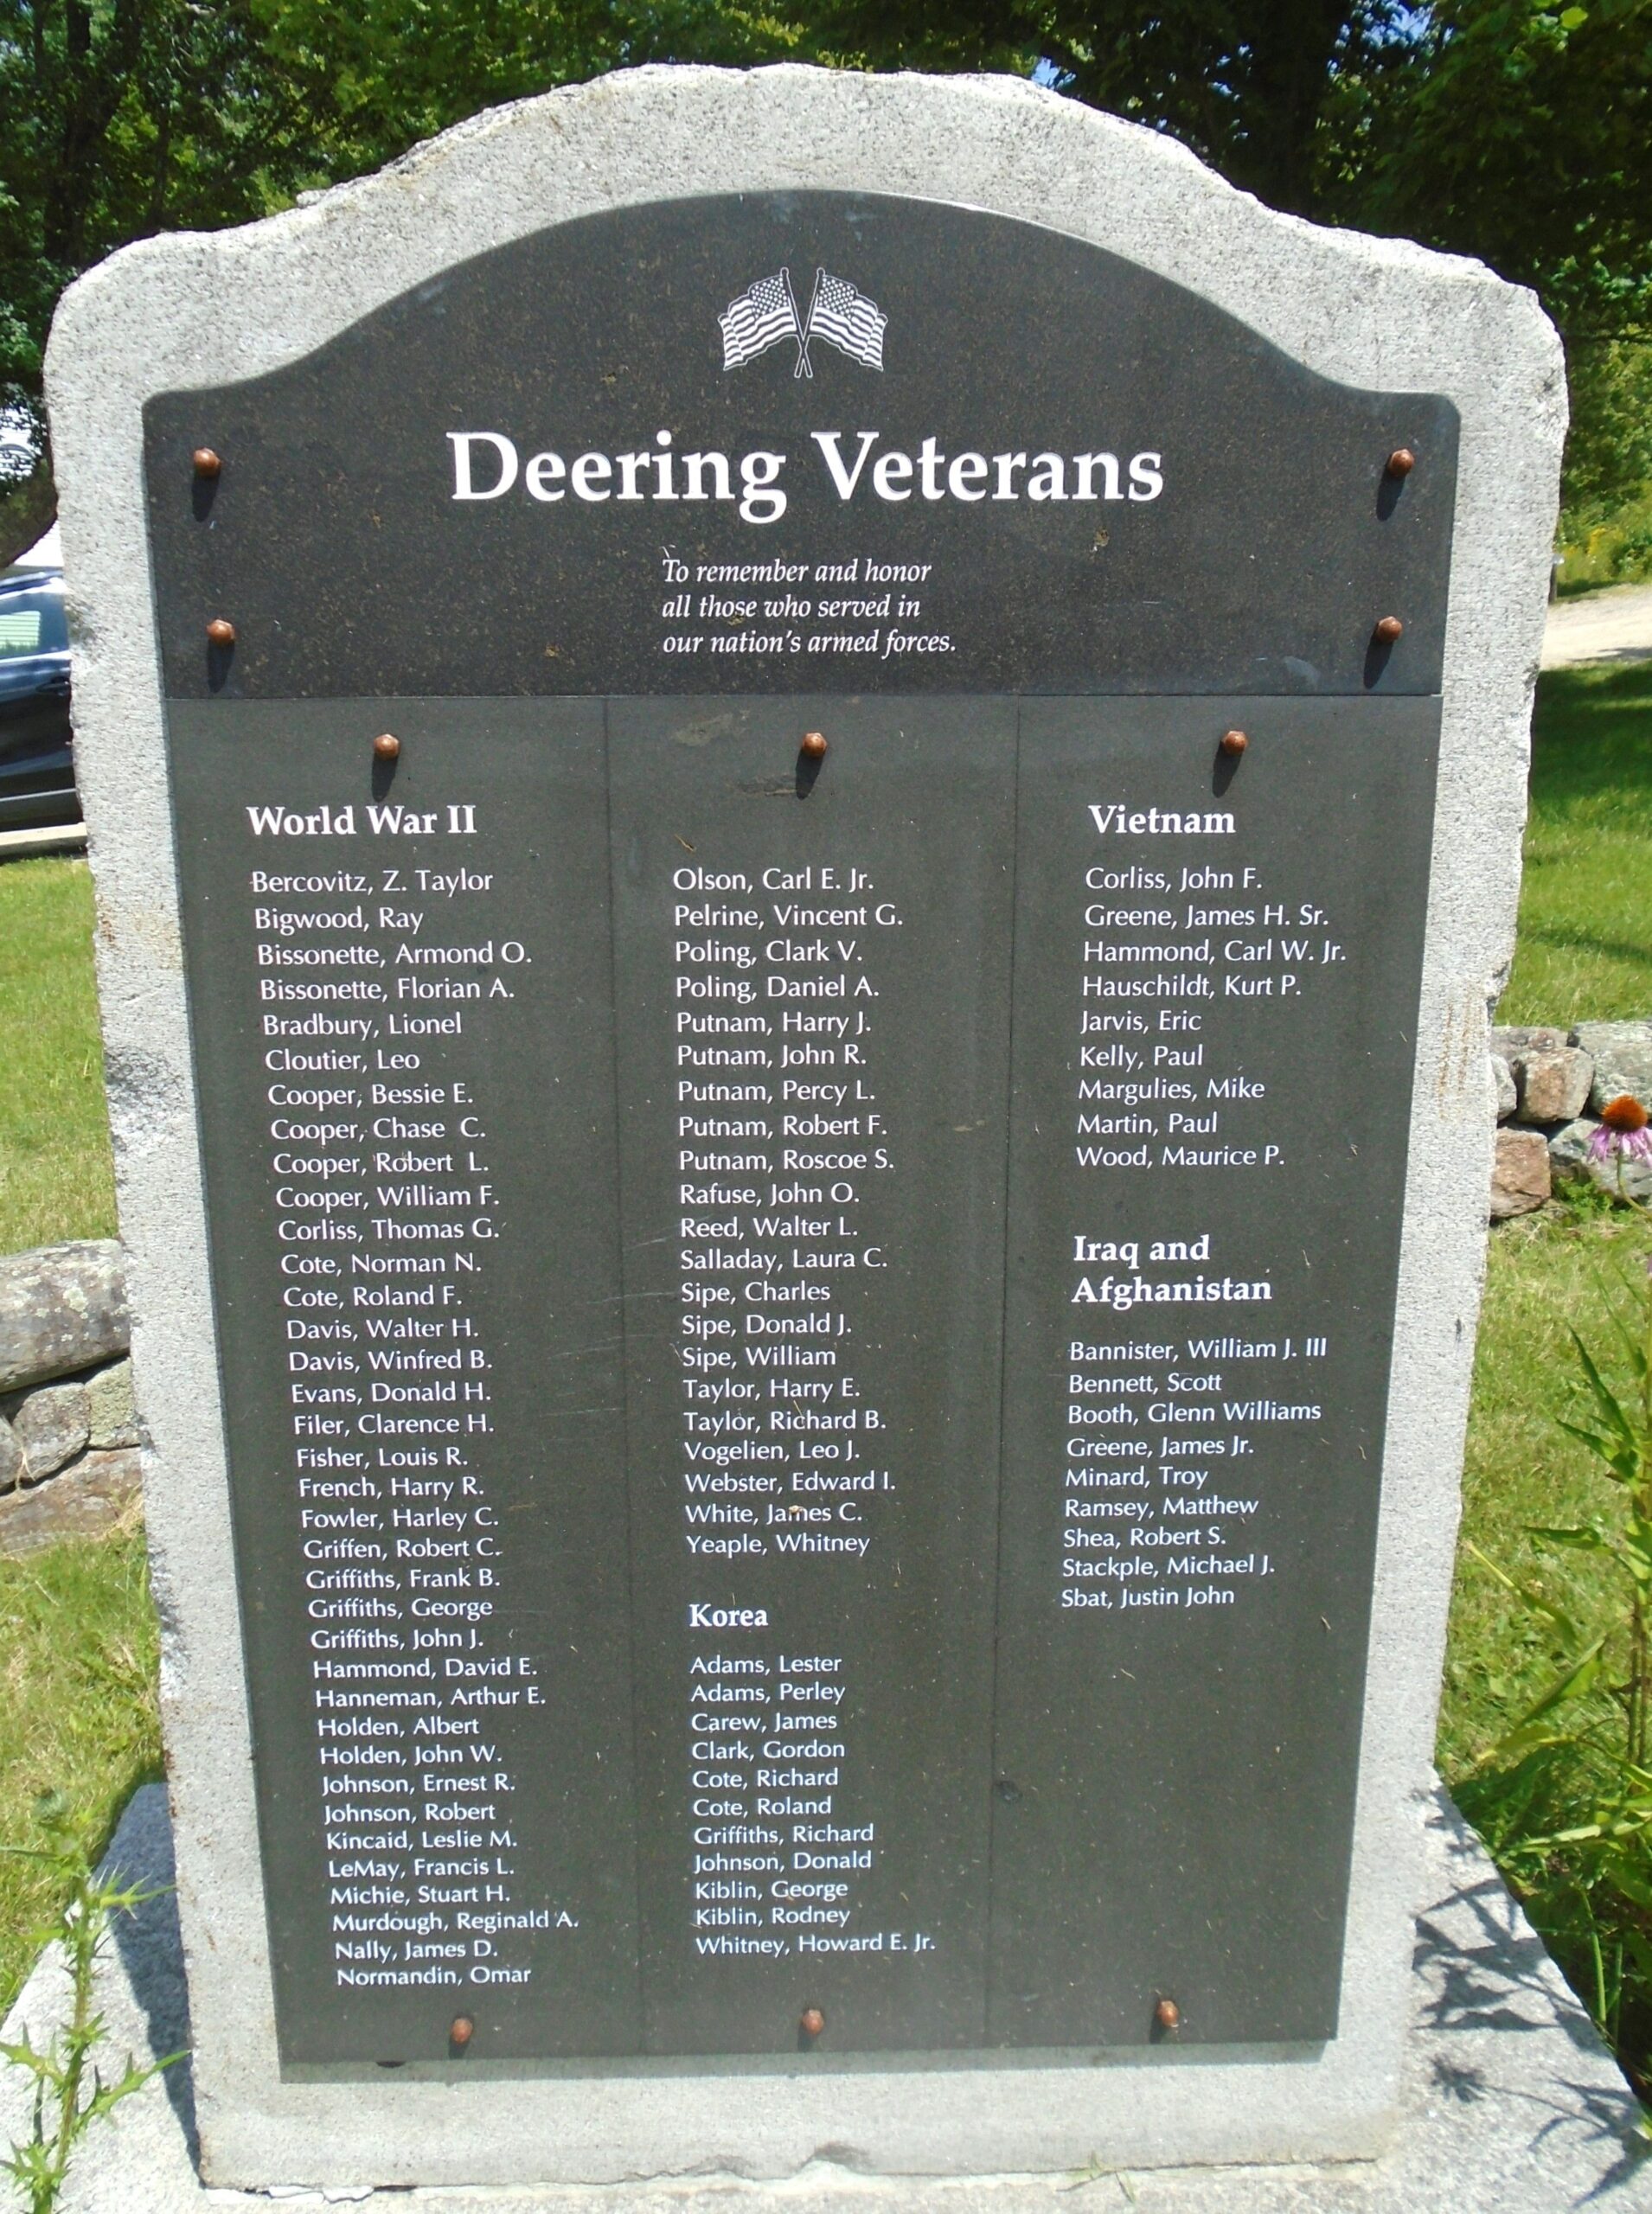 Deering Veterans
To remember and honor
all those who served in
our nation's armed forces.
World War II
Bercovitz, Z. Taylor
Bigwood, Ray
Bissonette, Armond O.
Bissonette, Florian A.
Bradbury, Lionel
Cloutier, Leo
Cooper, Bessie E.
Cooper, Chase C.
Cooper, Robert L.
Cooper, William F.
Corliss, Thomas G.
Cote, Norman N.
Cote, Roland F.
Davis, Walter H.
Davis, Winfred B.
Evans, Donald H.
Filer, Clarence H.
Fisher, Louis R.
French, Harry R.
Fowler, Harley C.
Griffen, Robert C.
Griffiths, Frank B.
Griffiths, George
Griffiths, John J.
Hammond, David E.
Hanneman, Arthur E.
Holden, Albert
Holden, John W.
Johnson, Ernest R.
Johnson, Robert
Kincaid, Leslie M.
LeMay, Francis L.
Michie, Stuart H.
Murdough, Reginald A.
Nally, James D.
Normandin, Omar
Olson, Carl E. Jr.
Pelrine, Vincent G.
Poling, Clark V.
Poling, Daniel A.
Putnam, Harry J.
Putnam, John R.
Putnam, Percy L.
Putnam, Robert F.
Putnam, Roscoe S.
Rafuse, John O.
Reed, Walter L.
Salladay, Laura C.
Sipe, Charles
Sipe, Donald J.
Sipe, William
Taylor, Harry E.
Taylor, Richard B.
Vogelien, Leo J.
Webster, Edward I.
White, James C.
Yeaple, Whitney
Korea
Adams, Lester
Adams, Perley
Carew, James
Clark, Gordon
Cote, Richard
Cote, Roland
Griffiths, Richard
Johnson, Donald
Kiblin, George
Kiblin, Rodney
Whitney, Howard E. Jr.
Vietnam
Corliss, John F.
Greene, James H. Sr.
Hammond, Carl W. Jr.
Hauschildt, Kurt P.
Jarvis, Eric
Kelly, Paul
Margulies, Mike
Martin, Paul
Wood, Maurice P.
Iraq and
Afghanistan
Bannister, William J. III
Bennett, Scott
Booth, Glenn Williams
Greene, James Jr.
Minard, Troy
Ramsey, Matthew
Shea, Robert S.
Stackple, Michael J.
Sbat, Justin John